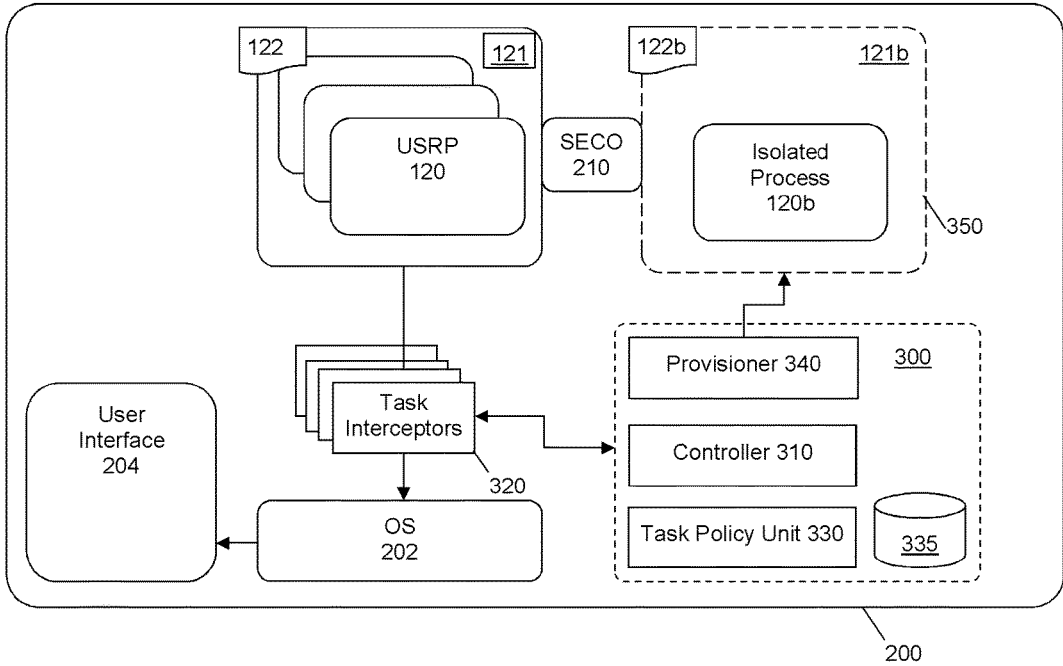 122
121
USRP
120
SECO
210
122b
121b
Isolated
Process
120b
350
Task
Interceptors
320
User
Interface
204
OS
202
Provisioner 340
300
Controller 310
Task Policy Unit 330
335
200